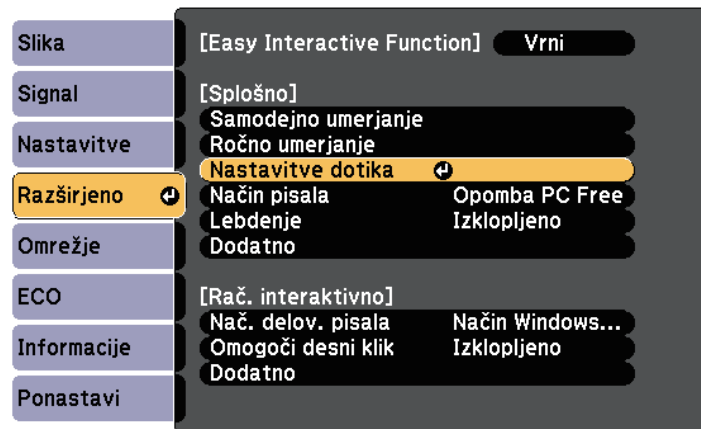 Slika
Signal
Nastavitve
Razširjeno
Omrežje
ECO
Informacije
Ponastavi
[Easy Interactive Function] Vrni
[Splošno]
Samodejno umerjanje
Ročno umerjanje
Nastavitve dotika
Način pisala Opomba PC Free
Lebdenje Izklopljeno
Dodatno
[Rač. interaktivno]
Nač. delov. pisala Način Windows...
Omogoči desni klik Izklopljeno
Dodatno